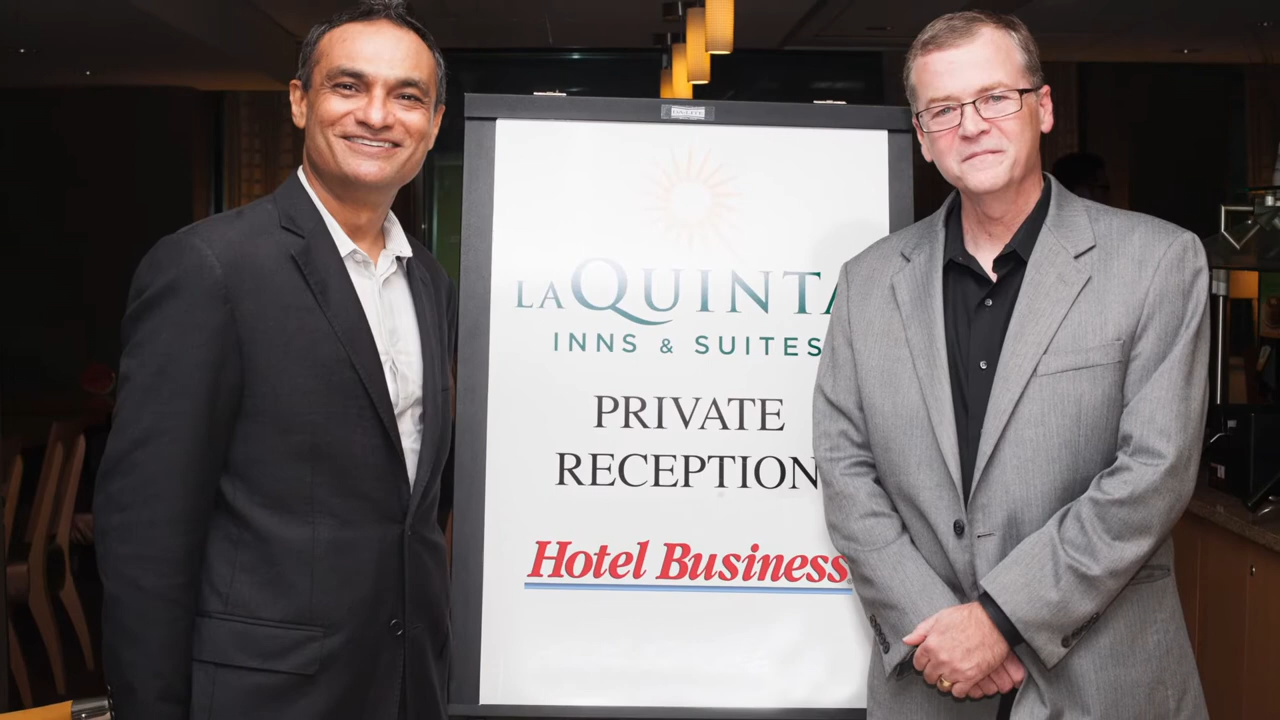 LA QUINTA
INNS & SUITES
PRIVATE
RECEPTION
Hotel Business